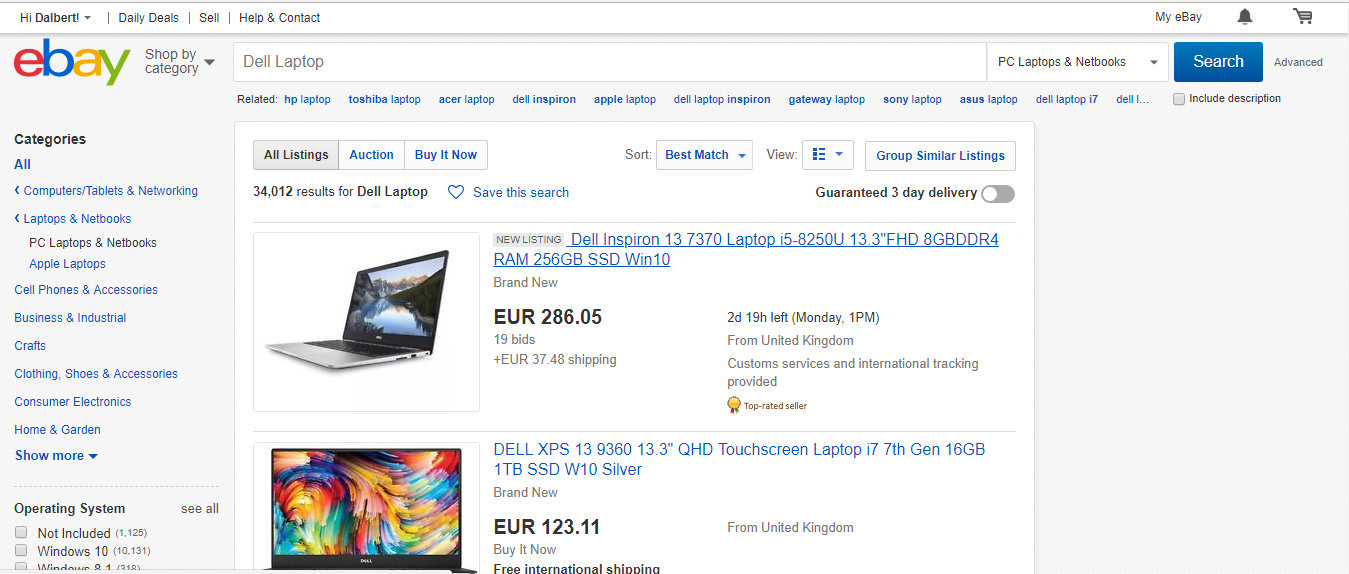 Hi Dalbert!
Daily Deals
Sell
Help & Contact
My eBay
ebay
Shop by
category
Dell Laptop
PC Laptops & Netbooks
Search
Advanced
Related: hp laptop toshiba laptop acer laptop dell inspiron apple laptop dell laptop inspiron gateway laptop sony laptop asus laptop dell laptop i7 dell l...
Include description
Categories
All
Computers/Tablets & Networking
Laptops & Netbooks
PC Laptops & Netbooks
Apple Laptops
Cell Phones & Accessories
Business & Industrial
Crafts
Clothing, Shoes & Accessories
Consumer Electronics
Home & Garden
Show more
Operating System see all
Not Included (1,125)
Windows 10 (10,131)
Windows 8.1 (318)
All Listings Auction Buy It Now
Sort: Best Match
View:
Group Similar Listings
34,012 results for Dell Laptop
Save this search
Guaranteed 3 day delivery
NEW LISTING Dell Inspiron 13 7370 Laptop i5-8250U 13.3"FHD 8GBDDR4
RAM 256GB SSD Win10
Brand New
EUR 286.05
19 bids
+EUR 37.48 shipping
2d 19h left (Monday, 1PM)
From United Kingdom
Customs services and international tracking
provided
Top-rated seller
DELL XPS 13 9360 13.3" QHD Touchscreen Laptop i7 7th Gen 16GB
1TB SSD W10 Silver
Brand New
EUR 123.11
Buy It Now
Free international shipping
From United Kingdom
DELL